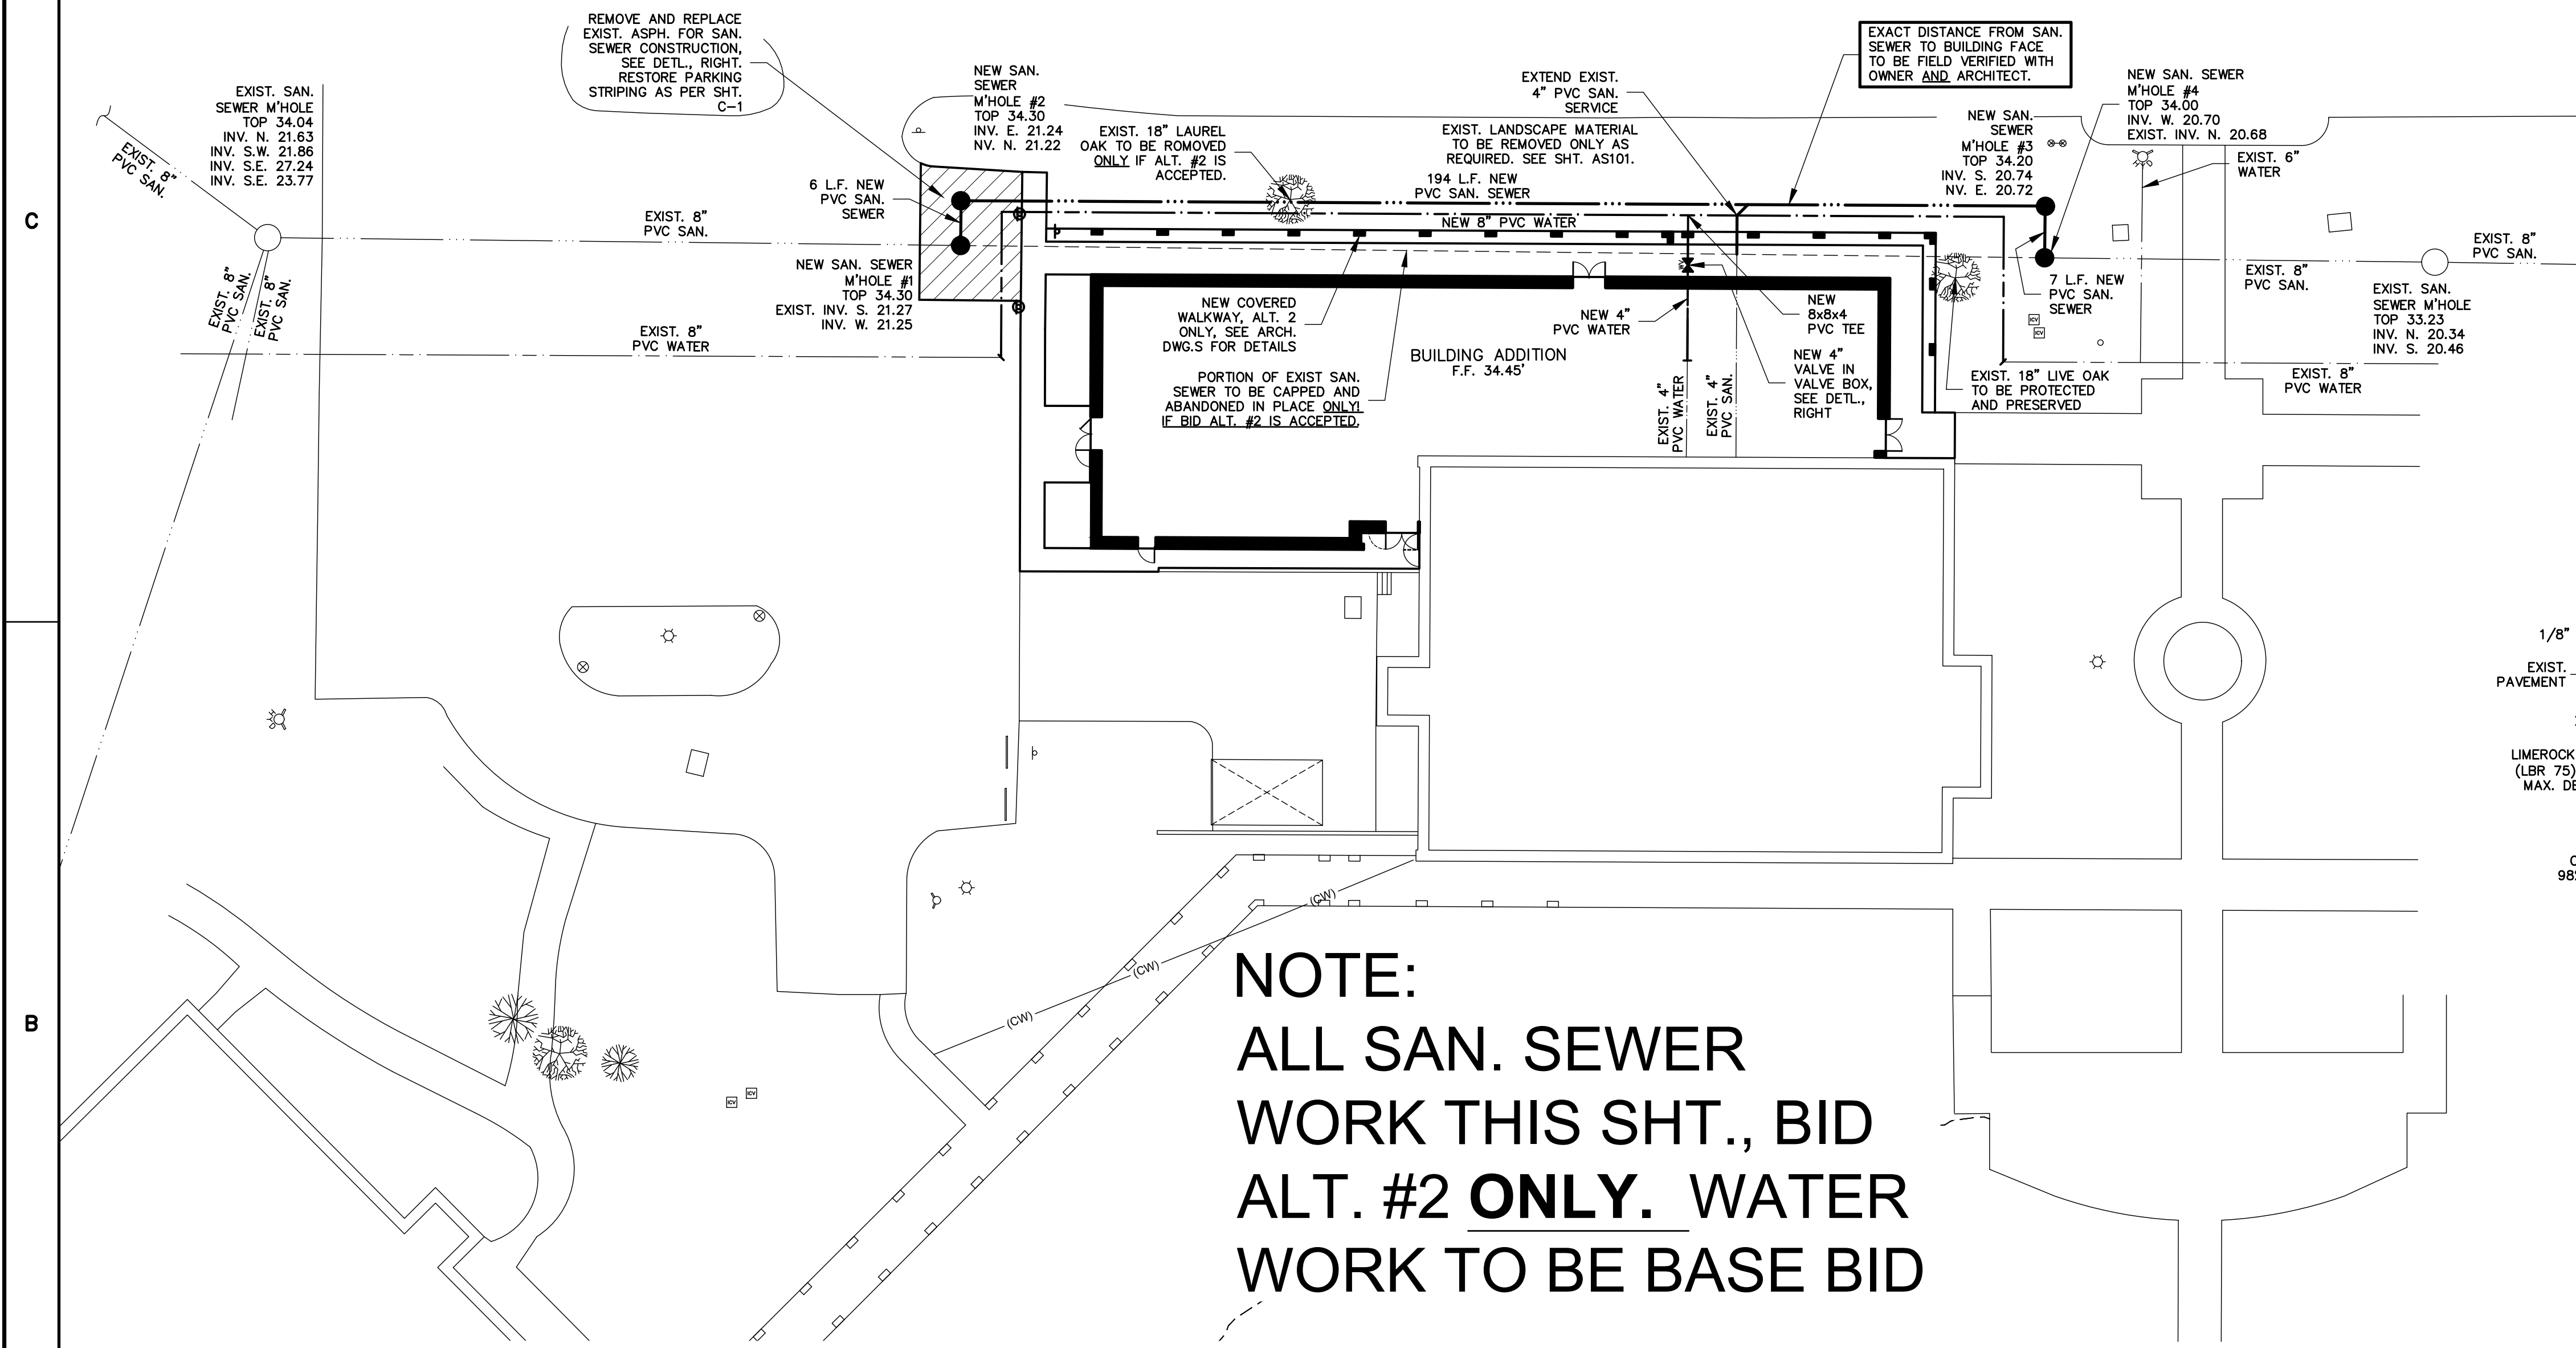 REMOVE AND REPLACE
EXIST. ASPH. FOR SAN.
SEWER CONSTRUCTION,
SEE DETL., RIGHT.
RESTORE PARKING
STRIPING AS PER SHT.
C-1
EXACT DISTANCE FROM SAN.
SEWER TO BUILDING FACE
TO BE FIELD VERIFIED WITH
OWNER AND ARCHITECT.
EXIST. SAN.
SEWER M'HOLE
TOP 34.04
INV. N. 21.63
INV. S.W. 21.86
INV. S.E. 27.24
INV. S.E. 23.77
NEW SAN.
SEWER
M'HOLE #2
TOP 34.30
INV. E. 21.24
NV. N. 21.22
EXTEND EXIST.
4" PVC SAN.
SERVICE
NEW SAN. SEWER
M'HOLE #4
TOP 34.00
INV. W. 20.70
EXIST. INV. N. 20.68
NEW SAN.
SEWER
M'HOLE #3
TOP 34.20
INV. S. 20.74
NV. E. 20.72
EXIST. 18" LAUREL
OAK TO BE ROMOVED
ONLY IF ALT. #2 IS
ACCEPTED.
EXIST. LANDSCAPE MATERIAL
TO BE REMOVED ONLY AS
REQUIRED. SEE SHT. AS101.
EXIST. 6"
WATER
EXIST. 8"
PVC SAN.
6 L.F. NEW
PVC SAN.
SEWER
194 L.F. NEW
PVC SAN. SEWER
C
EXIST. 8"
PVC SAN.
NEW 8" PVC WATER
EXIST. 8"
PVC SAN.
EXIST. 8"
PVC SAN.
EXIST. 8"
PVC SAN.
EXIST. 8"
PVC SAN.
NEW SAN. SEWER
M'HOLE #1
TOP 34.30
EXIST. INV. S. 21.27
INV. W. 21.25
7 L.F. NEW
PVC SAN.
SEWER
EXIST. SAN.
SEWER M'HOLE
TOP 33.23
INV. N. 20.34
INV. S. 20.46
ICV
ICV
NEW COVERED
WALKWAY, ALT. 2
ONLY, SEE ARCH.
DWG.S FOR DETAILS
NEW 4"
PVC WATER
NEW
8x8x4
PVC TEE
EXIST. 8"
PVC WATER
BUILDING ADDITION
F.F. 34.45'
NEW 4"
VALVE IN
VALVE BOX,
SEE DETL.,
RIGHT
PORTION OF EXIST SAN.
SEWER TO BE CAPPED AND
ABANDONED IN PLACE ONLY!
IF BID ALT. #2 IS ACCEPTED.
EXIST. 4"
PVC WATER
EXIST. 4"
PVC SAN.
EXIST. 18" LIVE OAK
TO BE PROTECTED
AND PRESERVED
EXIST. 8"
PVC WATER
1/8"
EXIST.
PAVEMENT
LIMEROCK
(LBR 75)
MAX. DE
98
(CW)
(CW)
(CW)
B
ICV
ICV
NOTE:
ALL SAN. SEWER
WORK THIS SHT., BID
ALT. #2 ONLY. WATER
WORK TO BE BASE BID